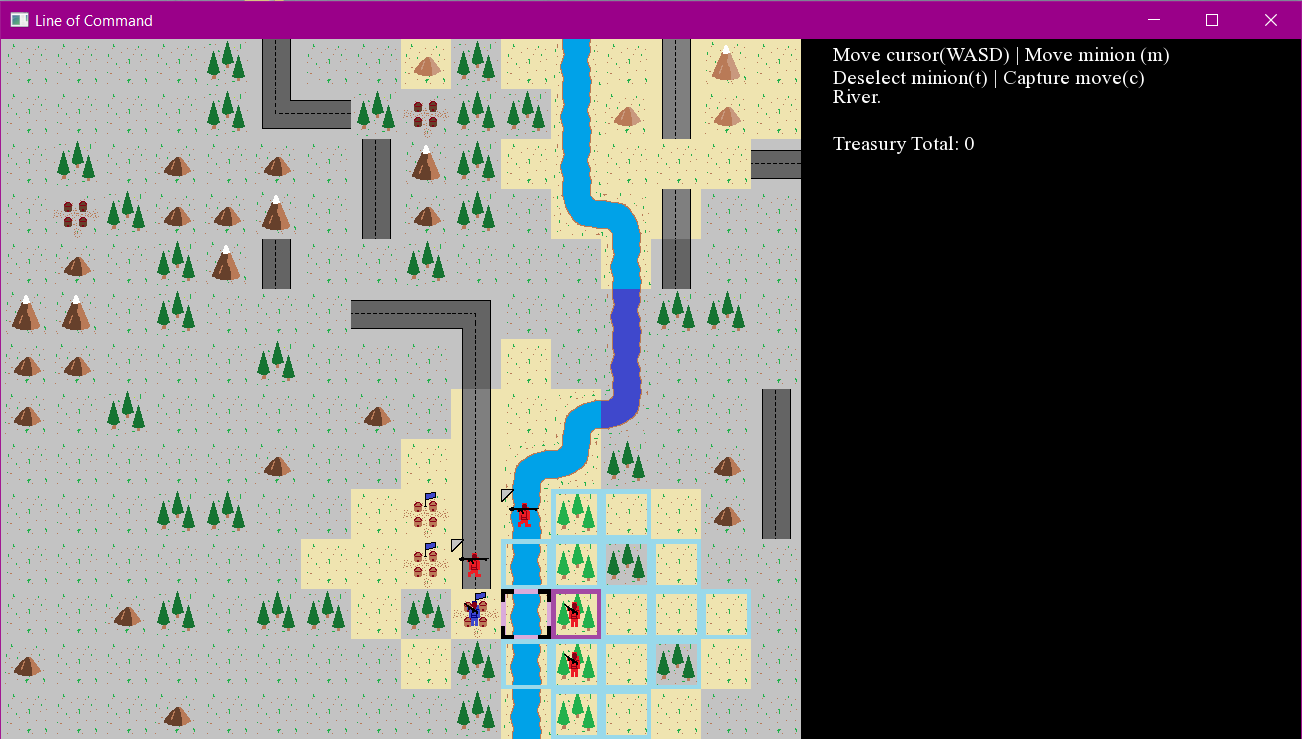 Line of Command
Move cursor(WASD) | Move minion (m)
Deselect minion(t) | Capture move(c)
River.
Treasury Total: 0